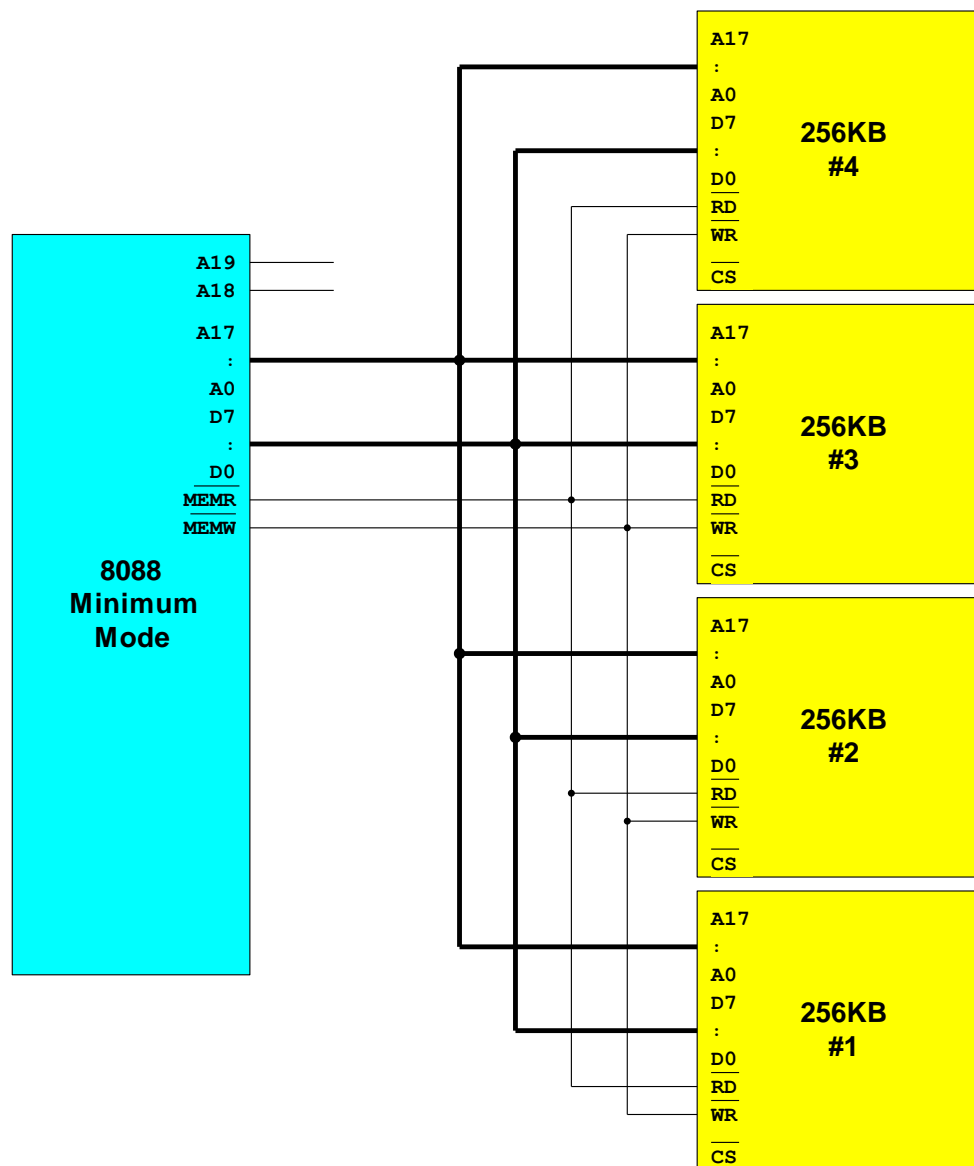 A19
A18
A17
:
A0
D7
:
D0
MEMR
MEMW
8088
Minimum
Mode
A17
:
A0
D7
:
D0
RD
WR
CS
256KB
#4
A17
:
A0
D7
:
D0
RD
WR
CS
256KB
#3
A17
:
A0
D7
:
D0
RD
WR
CS
256KB
#2
A17
:
A0
D7
:
D0
RD
WR
CS
256KB
#1